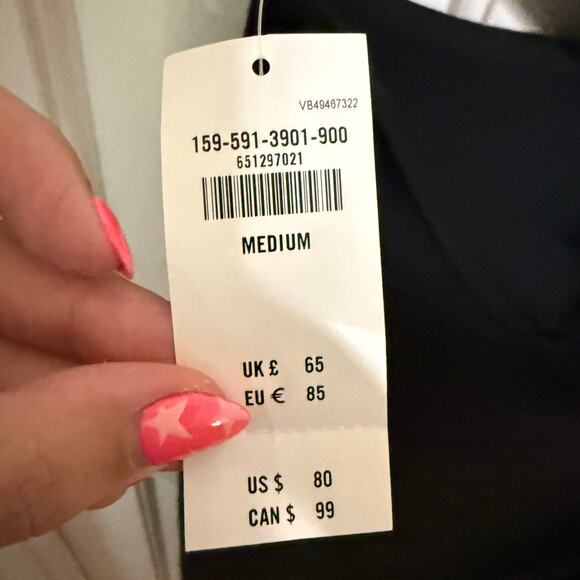 VB49467322
159-591-3901-900
651297021
MEDIUM
UK £ 65
EU € 85
US $ 80
CAN $ 99